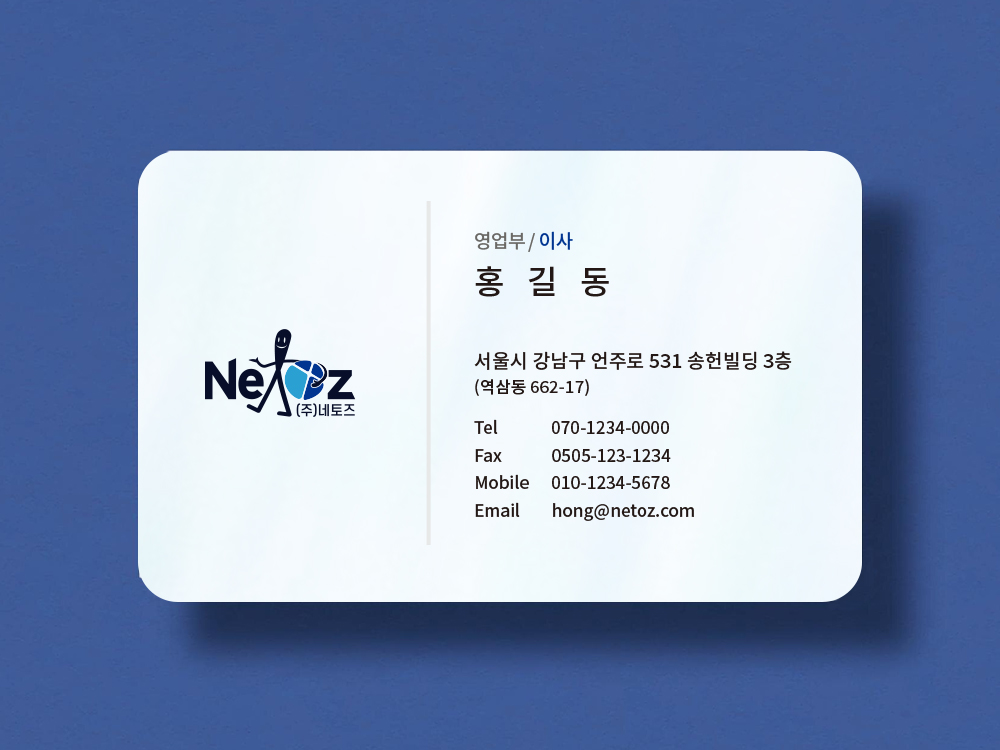 Netoz
(주)네토즈
영업부 / 이사
홍 길 동
서울시 강남구 언주로 531 송헌빌딩 3층
(역삼동 662-17)
Tel 070-1234-0000
Fax 0505-123-1234
Mobile 010-1234-5678
Email hong@netoz.com